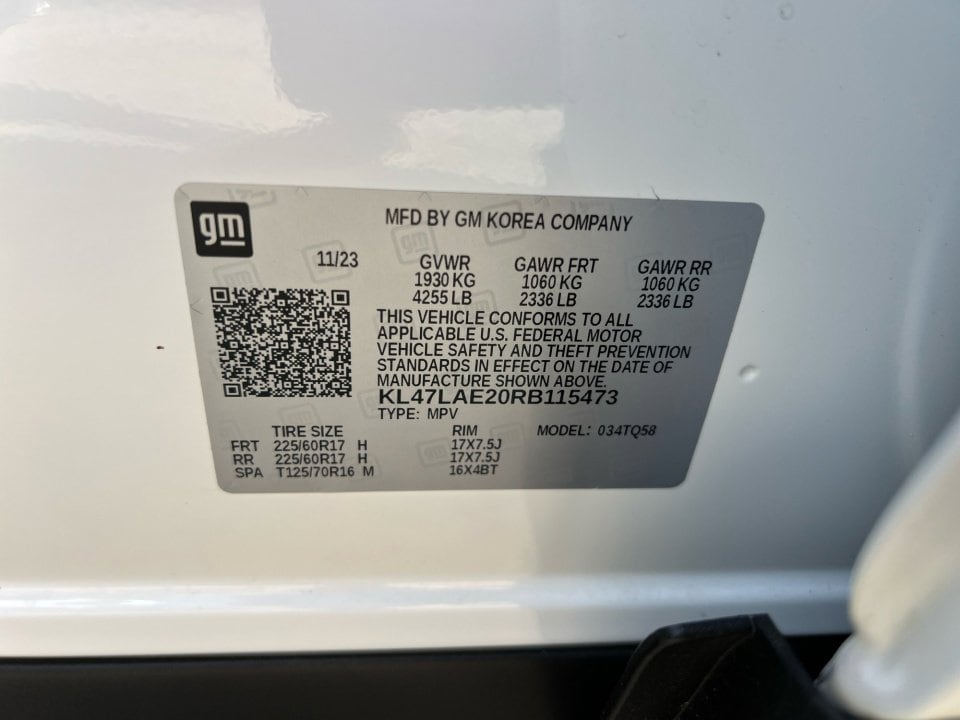 gm
MFD BY GM KOREA COMPANY
11/23 GVWR GAWR FRT GAWR RR
1930 KG 1060 KG 1060 KG
4255 LB 2336 LB 2336 LB
THIS VEHICLE CONFORMS TO ALL
APPLICABLE U.S. FEDERAL MOTOR
VEHICLE SAFETY AND THEFT PREVENTION
STANDARDS IN EFFECT ON THE DATE OF
MANUFACTURE SHOWN ABOVE.
KL47LAE20RB115473
TYPE: MPV
TIRE SIZE RIM MODEL: 034TQ58
FRT 225/60R17 H 17X7.5J
RR 225/60R17 H 17X7.5J
SPA T125/70R16 M 16X4BT